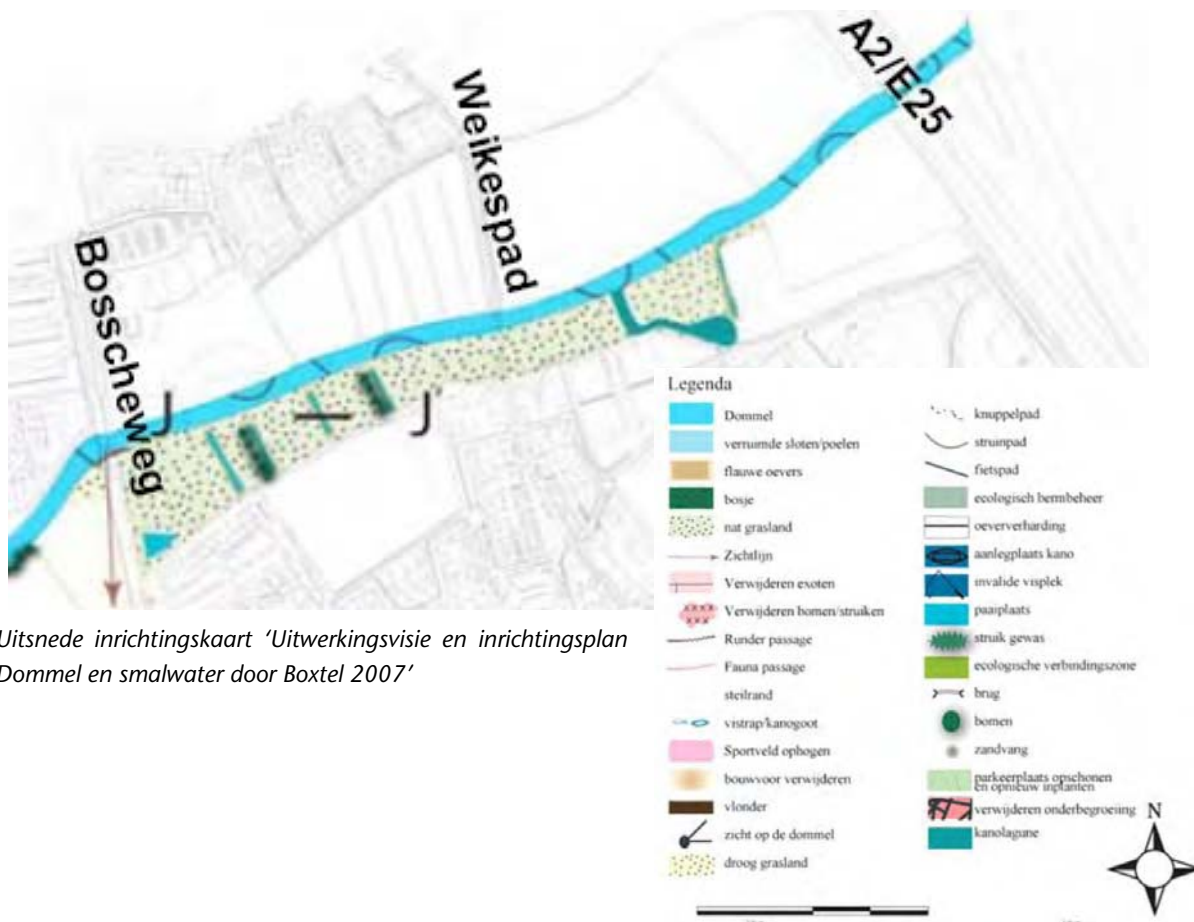 A2/E25
Weikespad
Bosscheweg
Legenda
Dommel
verruimde sloten/poelen
flauwe oevers
bosje
nat grasland
Zichtlijn
Verwijderen exoten
Verwijderen bomen/struiken
Runder passage
Fauna passage
steilrand
vistrap/kanogoot
Sportveld ophogen
bouwvoor verwijderen
vlonder
zicht op de dommel
droog grasland
knuppelpad
struinpad
fietspad
ecologisch bermbeheer
oeververharding
aanlegplaats kano
invalide visplek
paaiplaats
struik gewas
ecologische verbindingszone
brug
bomen
zandvang
parkeerplaats opschonen
en opnieuw inplanten
verwijderen onderbegroeiing
kanolagune
N
Uitsnede inrichtingskaart ‘Uitwerkingsvisie en inrichtingsplan
Dommel en smalwater door Boxtel 2007’